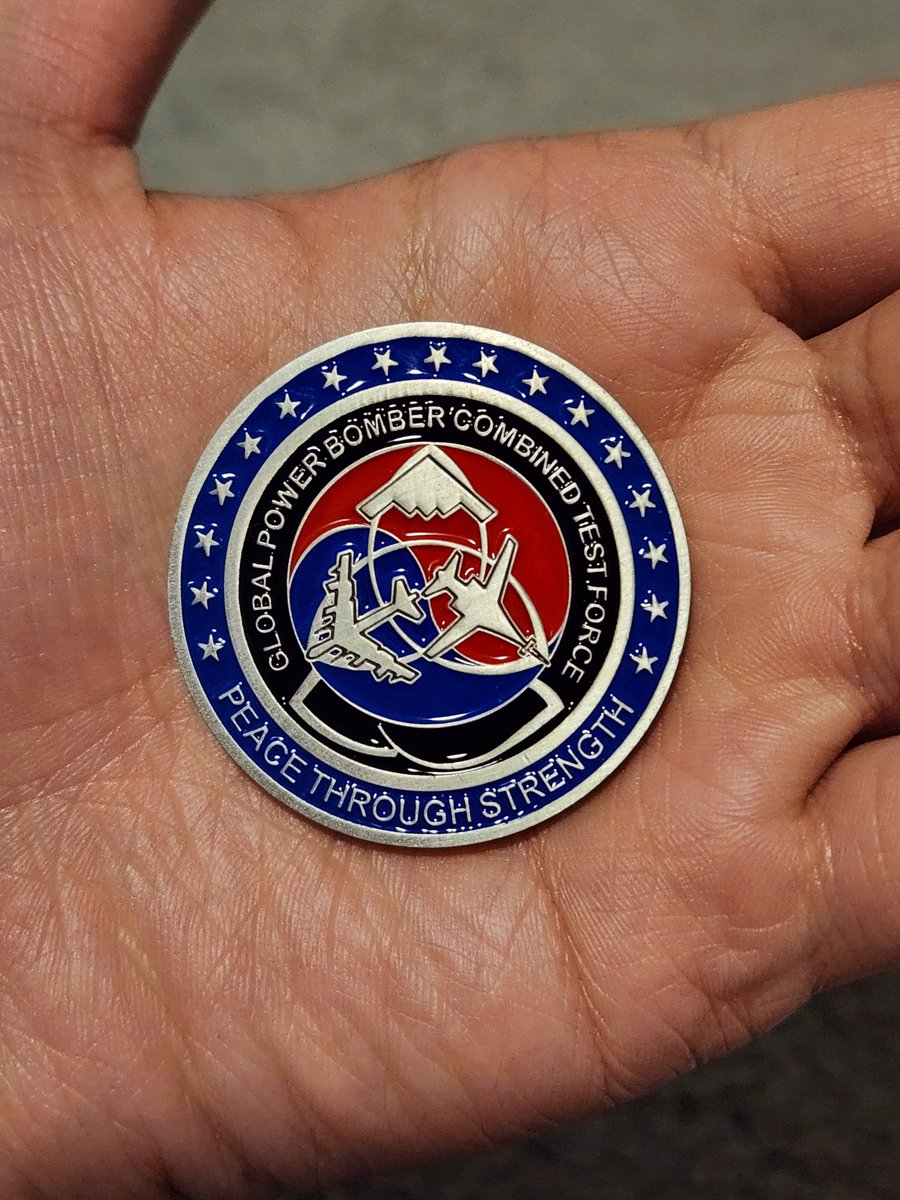 GLOBAL POWER BOMBER COMBINED TEST FORCE
PEACE THROUGH STRENGTH